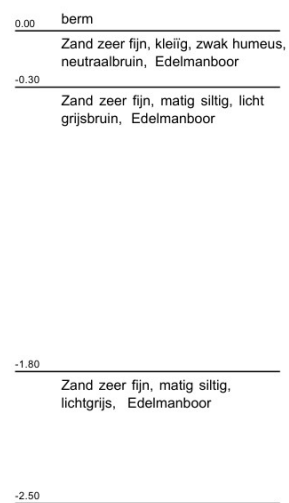 0.00 berm
Zand zeer fijn, kleiïg, zwak humeus,
neutraalbruin, Edelmanboor
-0.30
Zand zeer fijn, matig siltig, licht
grijsbruin, Edelmanboor
-1.80
Zand zeer fijn, matig siltig,
lichtgrijs, Edelmanboor
-2.50